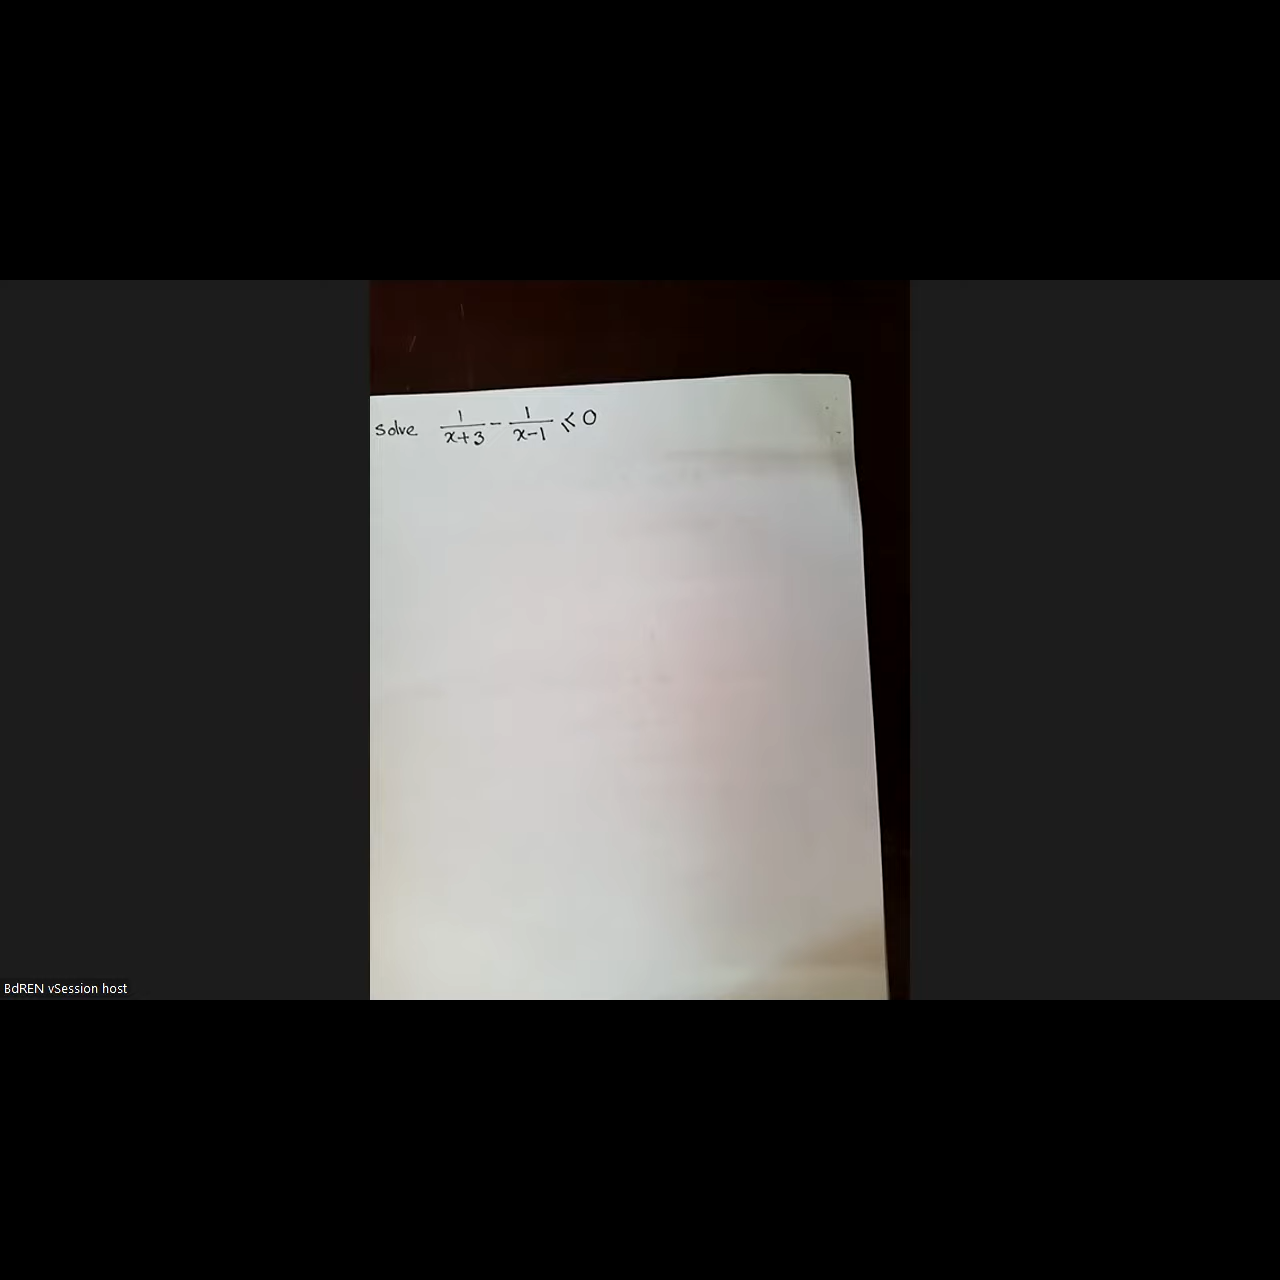 solve 1/(x+3) - 1/(x-1) ⩽ 0
BdREN vSession host